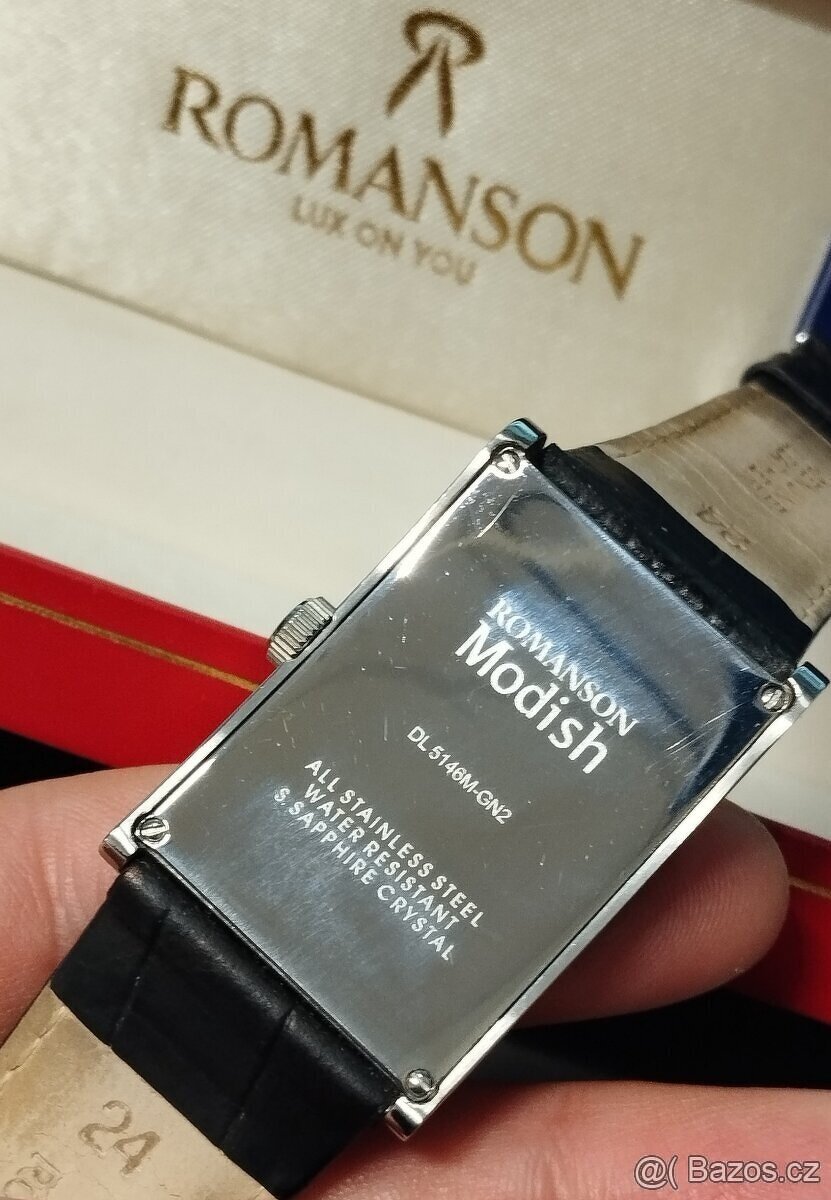 ROMANSON
LUX ON YOU
ROMANSON
Modish
DL 5146M-GN2
ALL STAINLESS STEEL
WATER RESISTANT
S. SAPPHIRE CRYSTAL
24
24
@( Bazos.cz